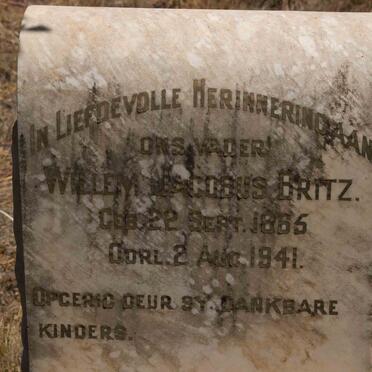 IN LIEFDEVOLLE HERINNERING AAN
ONS VADER
WILLEM JACOBUS BRITZ.
GEB. 22 SEPT. 1865
OORL. 2 AUG. 1941.
OPGERIG DEUR SY DANKBARE
KINDERS.